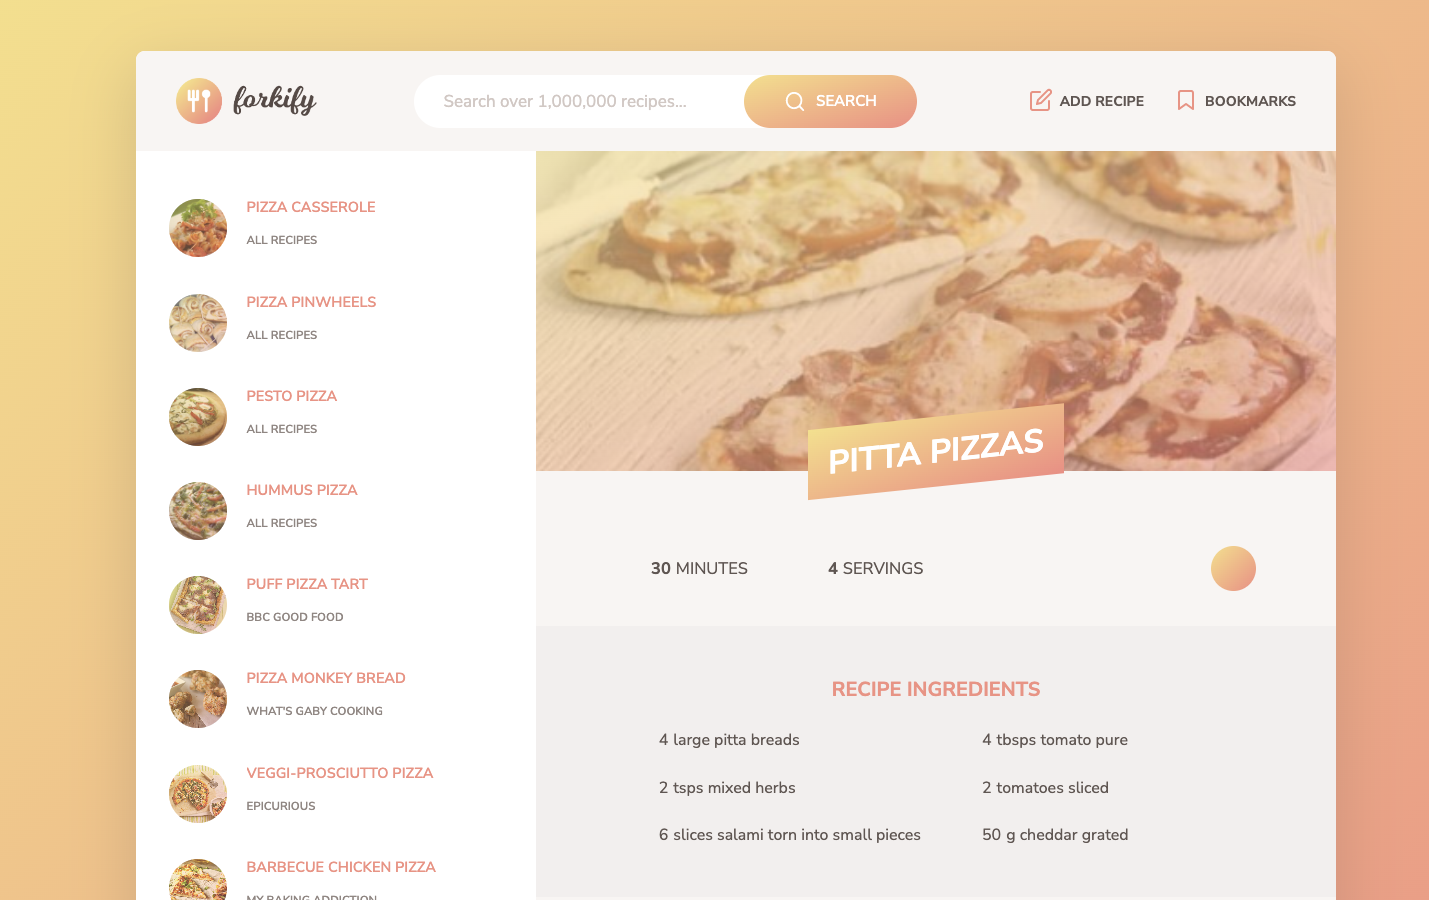 forkify
Search over 1,000,000 recipes...
SEARCH
ADD RECIPE
BOOKMARKS
PIZZA CASSEROLE
ALL RECIPES
PIZZA PINWHEELS
ALL RECIPES
PESTO PIZZA
ALL RECIPES
HUMMUS PIZZA
ALL RECIPES
PUFF PIZZA TART
BBC GOOD FOOD
PIZZA MONKEY BREAD
WHAT'S GABY COOKING
VEGGI-PROSCIUTTO PIZZA
EPICURIOUS
BARBECUE CHICKEN PIZZA
MY BAKING ADDICTION
PITTA PIZZAS
30 MINUTES
4 SERVINGS
RECIPE INGREDIENTS
4 large pitta breads
4 tbsps tomato pure
2 tsps mixed herbs
2 tomatoes sliced
6 slices salami torn into small pieces
50 g cheddar grated